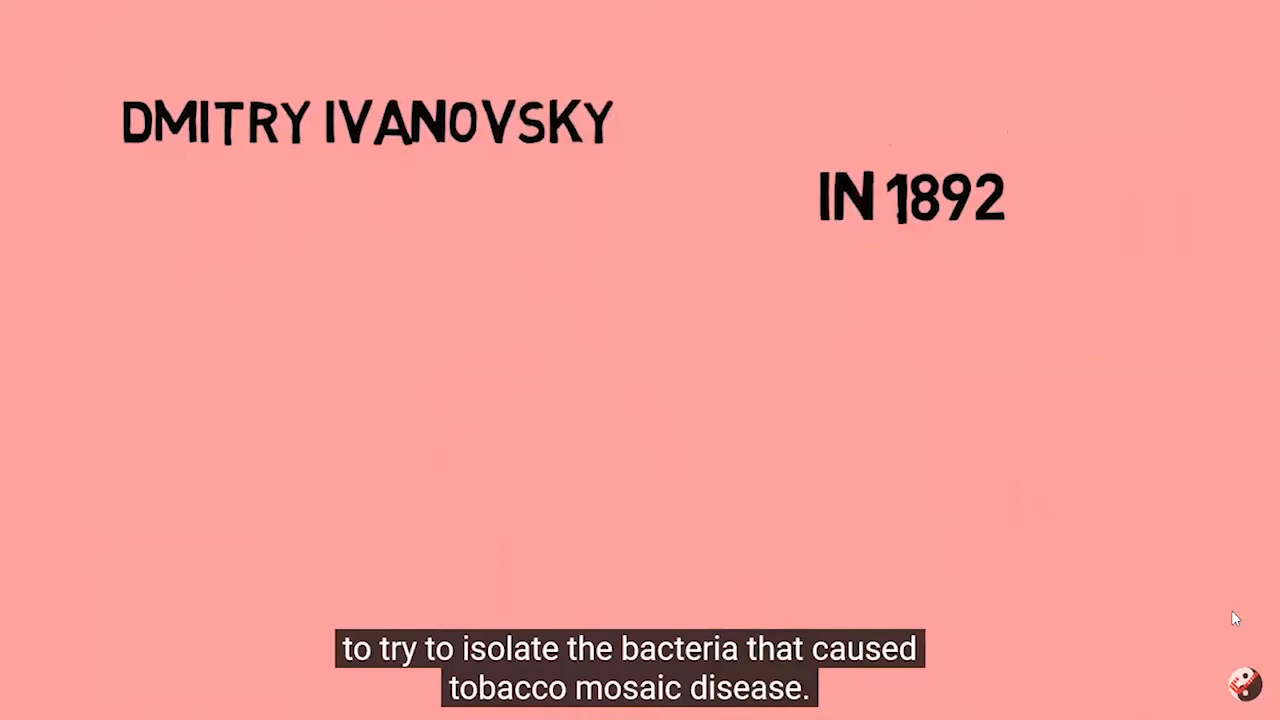 DMITRY IVANOVSKY
IN 1892
to try to isolate the bacteria that caused
tobacco mosaic disease.